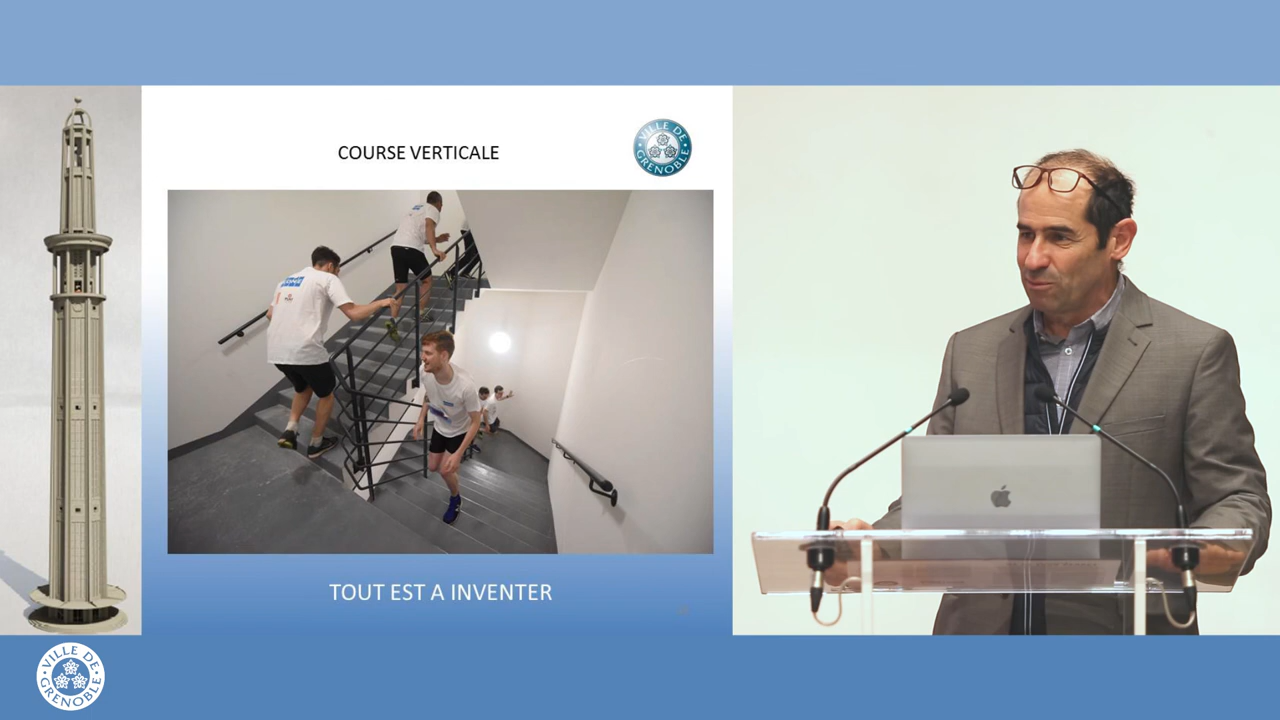 COURSE VERTICALE
VILLE DE
GRENOBLE
TOUT EST A INVENTER
VILLE DE
GRENOBLE